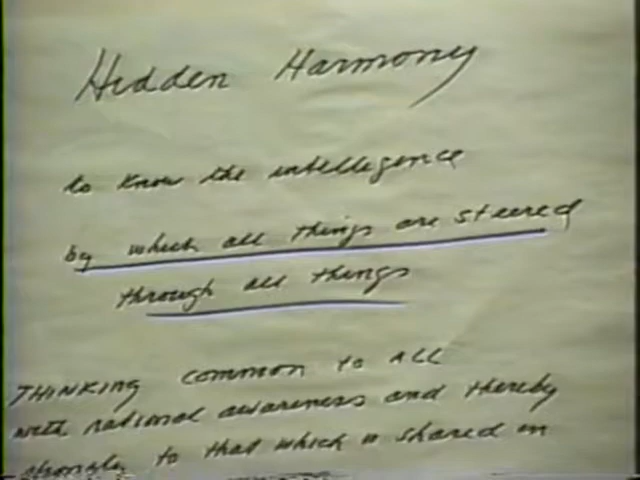 Hidden Harmony
to know the intelligence
by which all things are steered
through all things
THINKING common to ALL
with rational awareness and thereby
strongly to that which is shared in